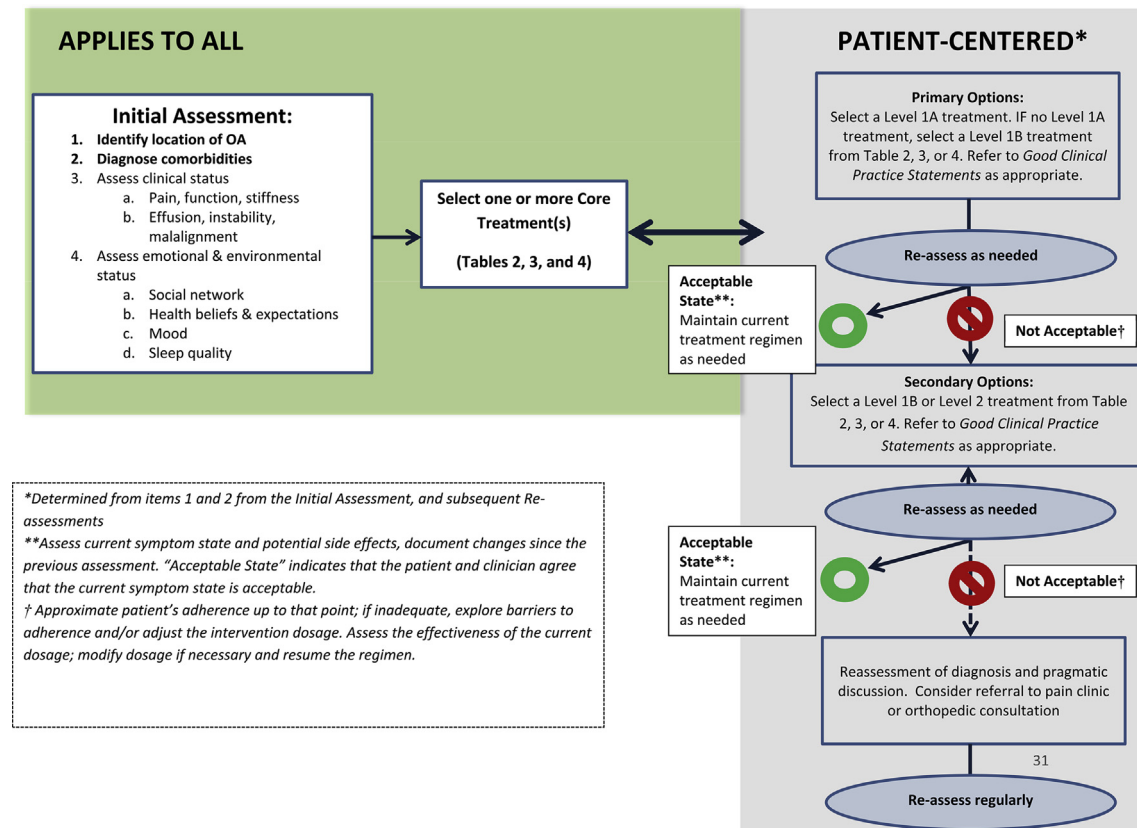 APPLIES TO ALL
Initial Assessment:
1. Identify location of OA
2. Diagnose comorbidities
3. Assess clinical status
a. Pain, function, stiffness
b. Effusion, instability,
malalignment
4. Assess emotional & environmental
status
a. Social network
b. Health beliefs & expectations
c. Mood
d. Sleep quality
Select one or more Core
Treatment(s)
(Tables 2, 3, and 4)
PATIENT-CENTERED*
Primary Options:
Select a Level 1A treatment. IF no Level 1A
treatment, select a Level 1B treatment
from Table 2, 3, or 4. Refer to Good Clinical
Practice Statements as appropriate.
Re-assess as needed
Acceptable
State**:
Maintain current
treatment regimen
as needed
Not Acceptable†
Secondary Options:
Select a Level 1B or Level 2 treatment from Table
2, 3, or 4. Refer to Good Clinical Practice
Statements as appropriate.
Re-assess as needed
Acceptable
State**:
Maintain current
treatment regimen
as needed
Not Acceptable†
Reassessment of diagnosis and pragmatic
discussion. Consider referral to pain clinic
or orthopedic consultation
31
Re-assess regularly
*Determined from items 1 and 2 from the Initial Assessment, and subsequent Re-
assessments
**Assess current symptom state and potential side effects, document changes since the
previous assessment. “Acceptable State” indicates that the patient and clinician agree
that the current symptom state is acceptable.
† Approximate patient’s adherence up to that point; if inadequate, explore barriers to
adherence and/or adjust the intervention dosage. Assess the effectiveness of the current
dosage; modify dosage if necessary and resume the regimen.